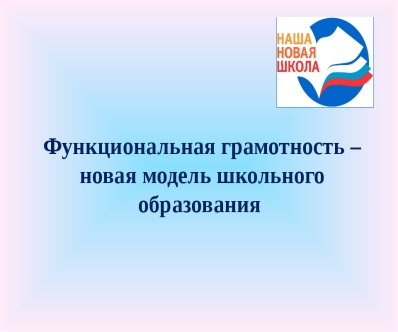 НАША
НОВАЯ
ШКОЛА
Функциональная грамотность –
новая модель школьного
образования